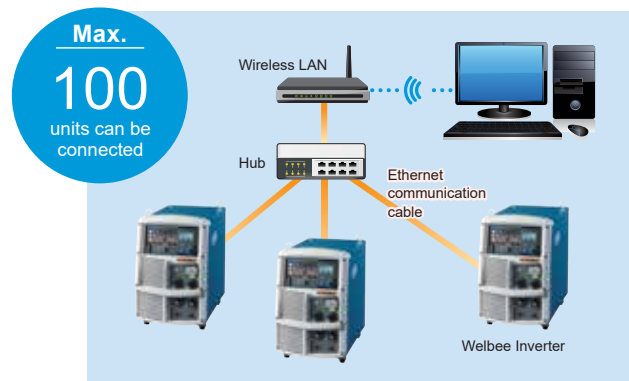 Max.
100
units can be
connected
Wireless LAN
Hub
Ethernet
communication
cable
Welbee Inverter